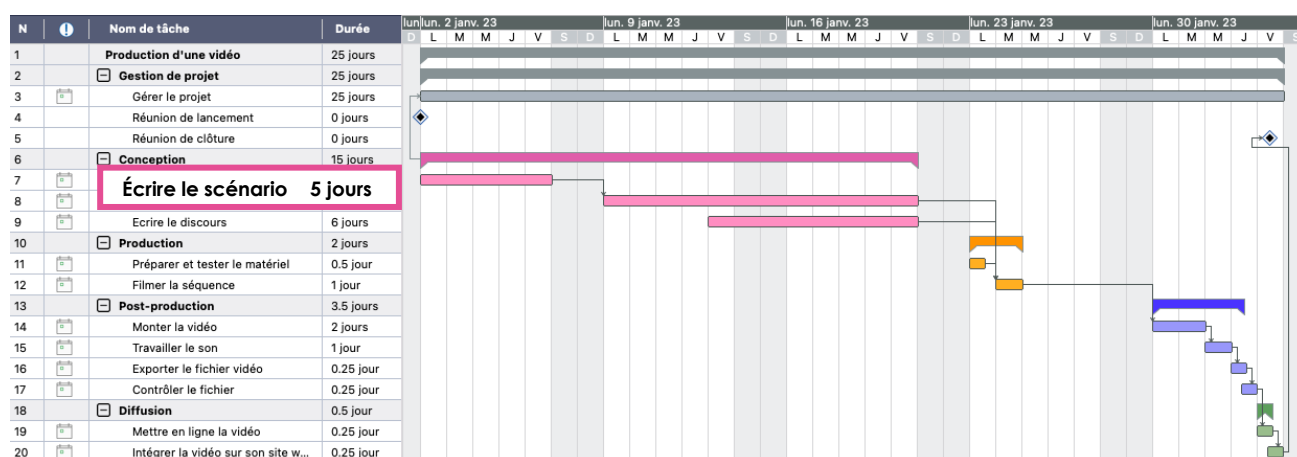 N Nom de tâche Durée lun lun. 2 janv. 23 lun. 9 janv. 23 lun. 16 janv. 23 lun. 23 janv. 23 lun. 30 janv. 23
D L M M J V S D L M M J V S D L M M J V S D L M M J V S D L M M J V S
1 Production d'une vidéo 25 jours
2 Gestion de projet 25 jours
3 Gérer le projet 25 jours
4 Réunion de lancement 0 jours
5 Réunion de clôture 0 jours
6 Conception 15 jours
7
Écrire le scénario 5 jours
8
9 Ecrire le discours 6 jours
10 Production 2 jours
11 Préparer et tester le matériel 0.5 jour
12 Filmer la séquence 1 jour
13 Post-production 3.5 jours
14 Monter la vidéo 2 jours
15 Travailler le son 1 jour
16 Exporter le fichier vidéo 0.25 jour
17 Contrôler le fichier 0.25 jour
18 Diffusion 0.5 jour
19 Mettre en ligne la vidéo 0.25 jour
20 Intégrer la vidéo sur son site w... 0.25 jour